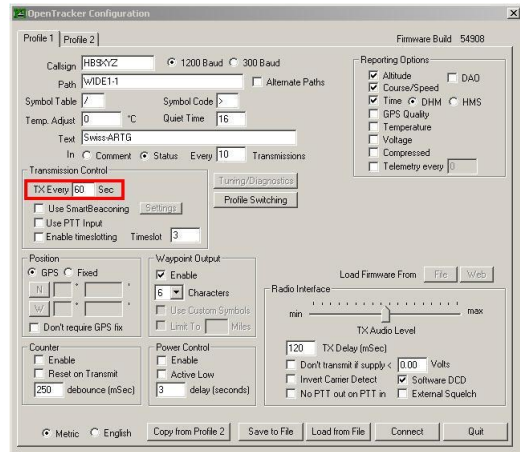 OpenTracker Configuration
Profile 1 Profile 2
Firmware Build 54908
Callsign HB9XYZ 1200 Baud 300 Baud
Path WIDE1-1 Alternate Paths
Symbol Table / Symbol Code >
Temp. Adjust 0 °C Quiet Time 16
Text Swiss-ARTG
In Comment Status Every 10 Transmissions
Reporting Options
Altitude DAO
Course/Speed
Time DHM HMS
GPS Quality
Temperature
Voltage
Compressed
Telemetry every 0
Transmission Control
TX Every 60 Sec
Use SmartBeaconing Settings
Use PTT Input
Enable timeslotting Timeslot 3
Tuning/Diagnostics
Profile Switching
Position
GPS Fixed
N ° '
W ° '
Don't require GPS fix
Waypoint Output
Enable
6 Characters
Use Custom Symbols
Limit To Miles
Load Firmware From File Web
Radio Interface
min max
TX Audio Level
120 TX Delay (mSec)
Don't transmit if supply < 0.00 Volts
Invert Carrier Detect Software DCD
No PTT out on PTT in External Squelch
Counter
Enable
Reset on Transmit
250 debounce (mSec)
Power Control
Enable
Active Low
3 delay (seconds)
Metric English Copy from Profile 2 Save to File Load from File Connect Quit